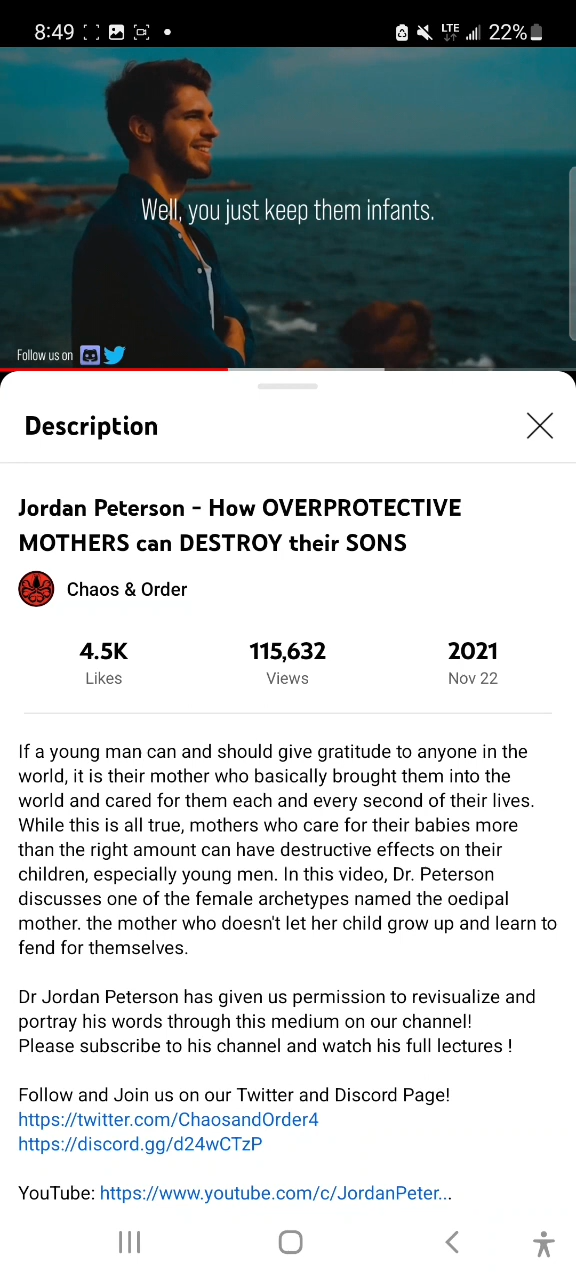 8:49
LTE
22%
Well, you just keep them infants.
Follow us on
Description
Jordan Peterson - How OVERPROTECTIVE
MOTHERS can DESTROY their SONS
Chaos & Order
4.5K 115,632 2021
Likes Views Nov 22
If a young man can and should give gratitude to anyone in the
world, it is their mother who basically brought them into the
world and cared for them each and every second of their lives.
While this is all true, mothers who care for their babies more
than the right amount can have destructive effects on their
children, especially young men. In this video, Dr. Peterson
discusses one of the female archetypes named the oedipal
mother. the mother who doesn't let her child grow up and learn to
fend for themselves.
Dr Jordan Peterson has given us permission to revisualize and
portray his words through this medium on our channel!
Please subscribe to his channel and watch his full lectures !
Follow and Join us on our Twitter and Discord Page!
https://twitter.com/ChaosandOrder4
https://discord.gg/d24wCTzP
YouTube: https://www.youtube.com/c/JordanPeter...